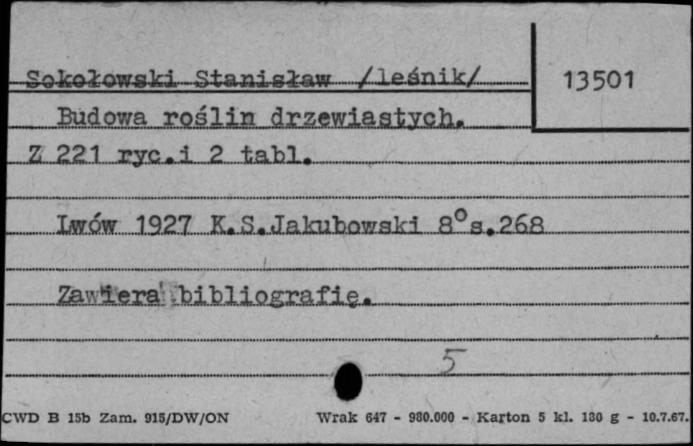 Sokołowski Stanisław /leśnik/ 13501
Budowa roślin drzewiastych.
Z 221 ryc.i 2 tabl.
Lwów 1927 K.S.Jakubowski 8°s.268
Zawiera bibliografię.
5
CWD B 15b Zam. 915/DW/ON Wrak 647 - 980.000 - Karton 5 kl. 180 g - 10.7.67.